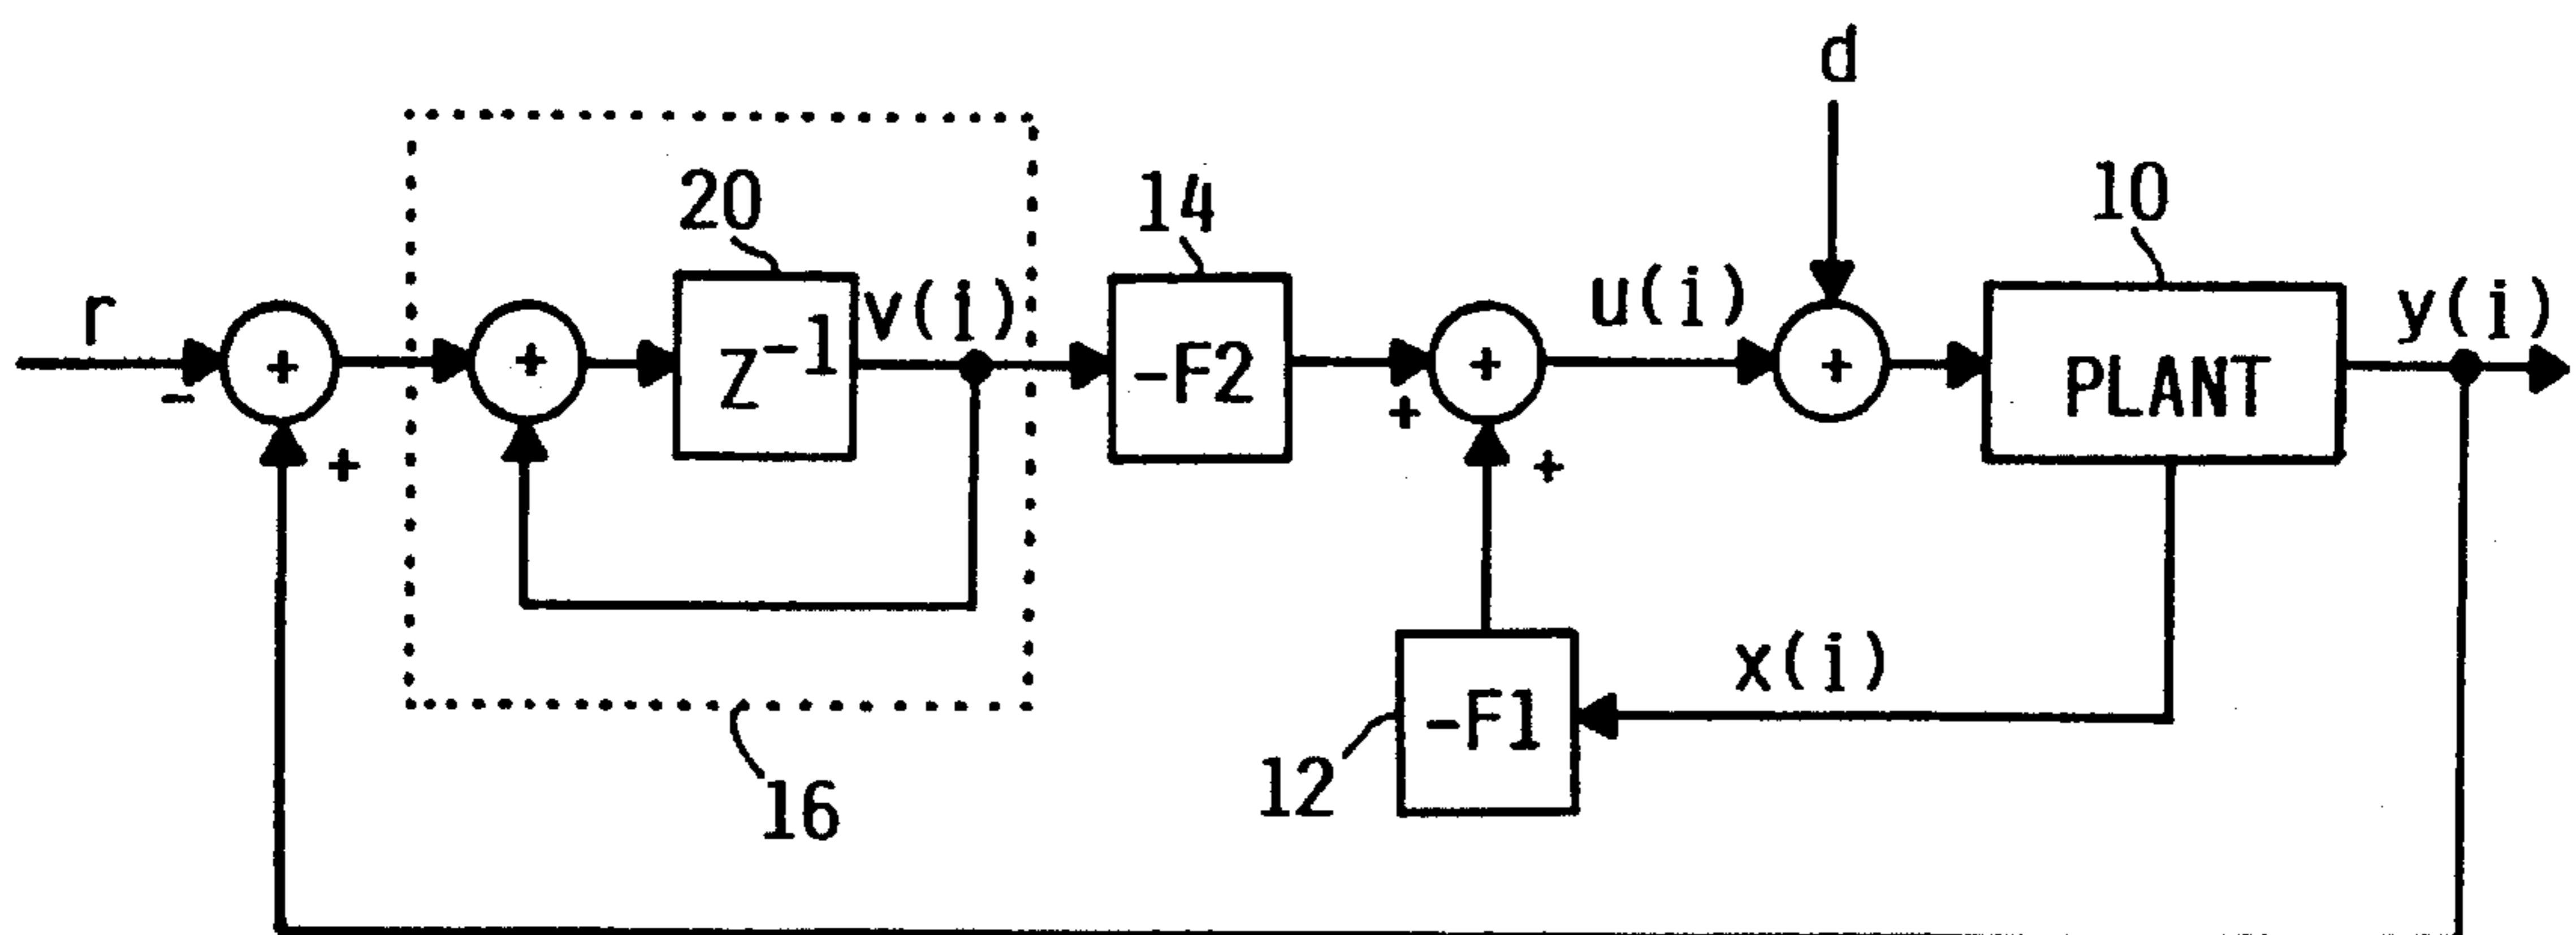 d
20
14
10
r
v(i)
u(i)
y(i)
+
+
Z⁻¹
-F2
+
+
PLANT
-
+
+
+
x(i)
-F1
12
16